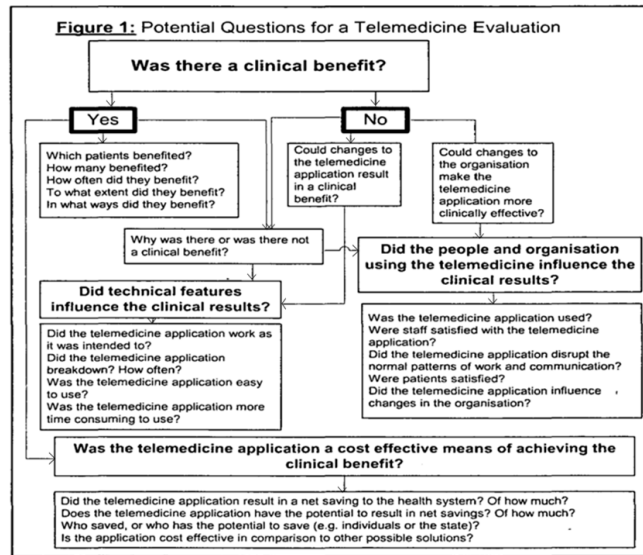 Figure 1: Potential Questions for a Telemedicine Evaluation
Was there a clinical benefit?
Yes
No
Which patients benefited?
How many benefited?
How often did they benefit?
To what extent did they benefit?
In what ways did they benefit?
Could changes to
the telemedicine
application result
in a clinical
benefit?
Could changes to
the organisation
make the
telemedicine
application more
clinically effective?
Why was there or was there not
a clinical benefit?
Did the people and organisation
using the telemedicine influence the
clinical results?
Did technical features
influence the clinical results?
Did the telemedicine application work as
it was intended to?
Did the telemedicine application
breakdown? How often?
Was the telemedicine application easy
to use?
Was the telemedicine application more
time consuming to use?
Was the telemedicine application used?
Were staff satisfied with the telemedicine
application?
Did the telemedicine application disrupt the
normal patterns of work and communication?
Were patients satisfied?
Did the telemedicine application influence
changes in the organisation?
Was the telemedicine application a cost effective means of achieving the
clinical benefit?
Did the telemedicine application result in a net saving to the health system? Of how much?
Does the telemedicine application have the potential to result in net savings? Of how much?
Who saved, or who has the potential to save (e.g. individuals or the state)?
Is the application cost effective in comparison to other possible solutions?